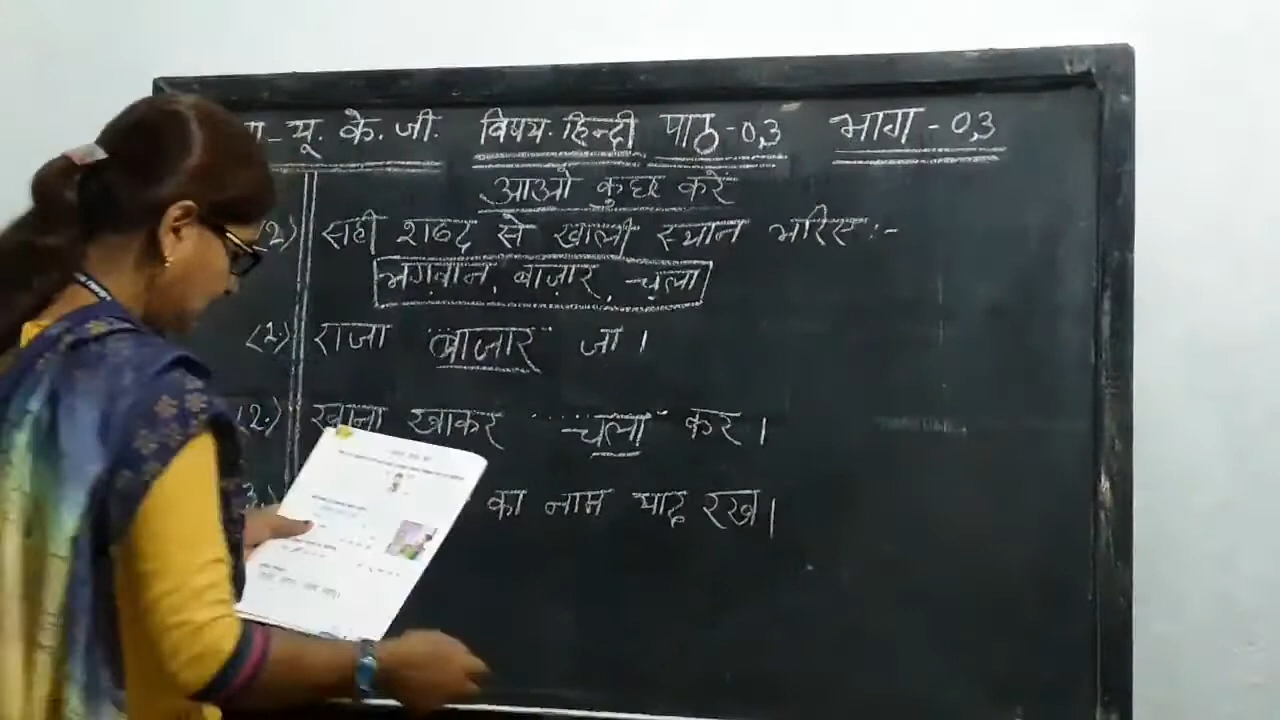 यू. के. जी. विषय-हिन्दी पाठ-03 भाग-03
आओ कुछ करें
(2) सही शब्द से खाली स्थान भरिए:-
भगवान, बाज़ार, चला
(1.) राजा बाजार जा।
(2.) खाना खाकर चला कर।
का नाम याद रख।